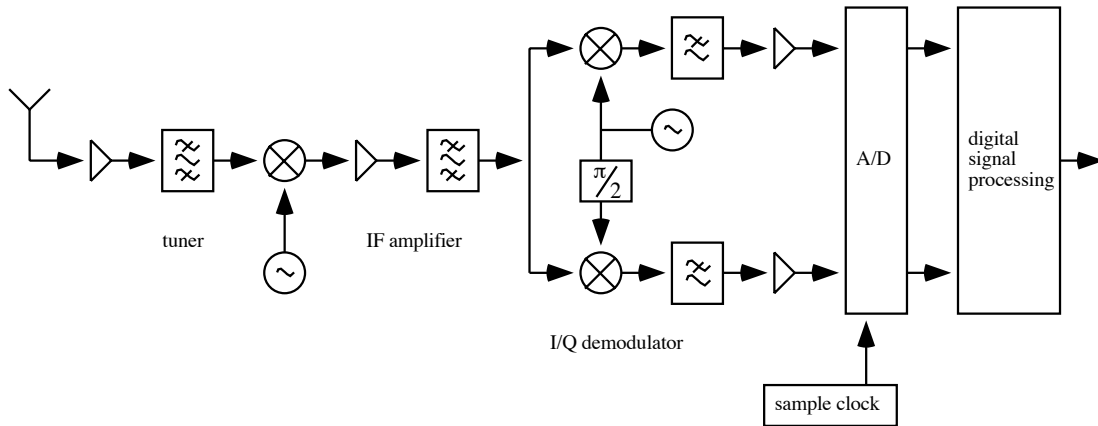 π/2
A/D
digital
signal
processing
tuner
IF amplifier
I/Q demodulator
sample clock